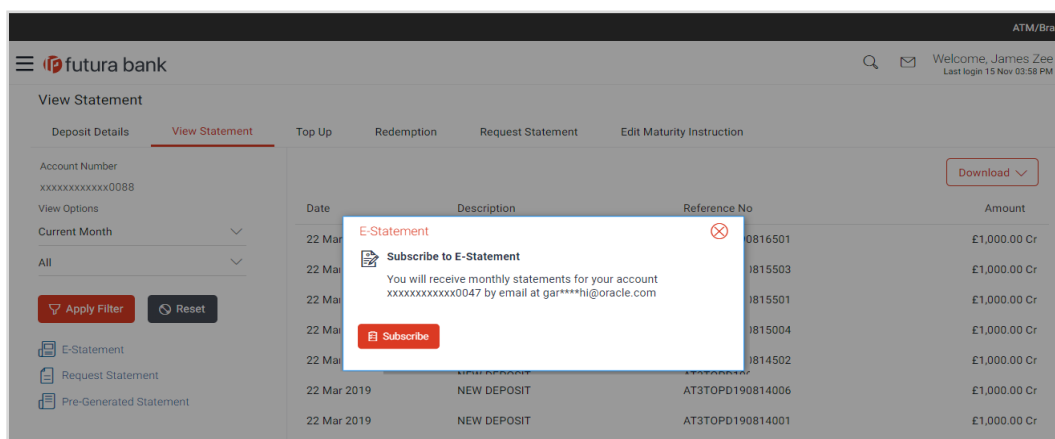 ATM/Bra
futura bank
Welcome, James Zee
Last login 15 Nov 03:58 PM
View Statement
Deposit Details View Statement Top Up Redemption Request Statement Edit Maturity Instruction
Account Number
xxxxxxxxxxxx0088
Download
View Options
Date Description Reference No Amount
Current Month
All
Apply Filter Reset
E-Statement
Request Statement
Pre-Generated Statement
E-Statement
Subscribe to E-Statement
You will receive monthly statements for your account
xxxxxxxxxxxx0047 by email at gar****hi@oracle.com
Subscribe
22 Mar 0816501 £1,000.00 Cr
22 Mar 0815503 £1,000.00 Cr
22 Mar 0815501 £1,000.00 Cr
22 Mar 0815004 £1,000.00 Cr
22 Mar 0814502 £1,000.00 Cr
NEW DEPOSIT
22 Mar 2019 NEW DEPOSIT AT3TOPD190814006 £1,000.00 Cr
22 Mar 2019 NEW DEPOSIT AT3TOPD190814001 £1,000.00 Cr